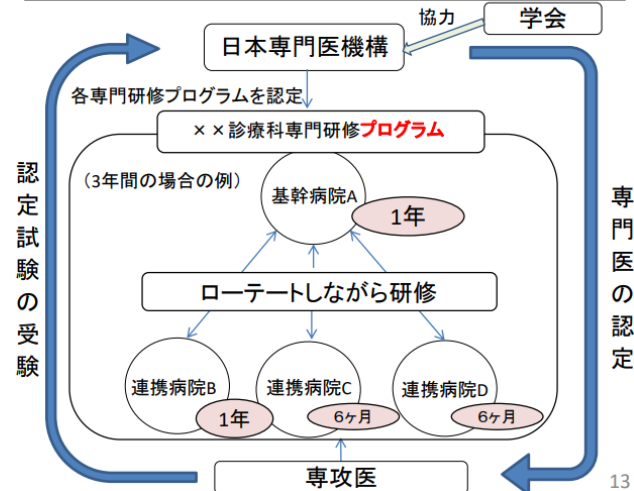 協力
学会
日本専門医機構
各専門研修プログラムを認定
××診療科専門研修プログラム
（3年間の場合の例）
基幹病院A
1年
ローテートしながら研修
連携病院B
連携病院C
連携病院D
1年
6ヶ月
6ヶ月
専攻医
認定試験の受験
専門医の認定
13